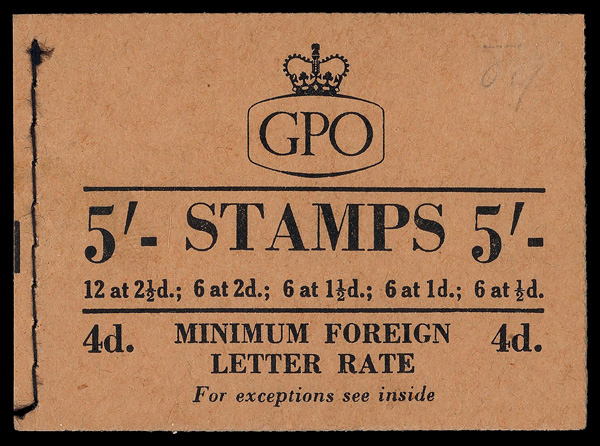 GPO
5/- STAMPS 5/-
12 at 2½d.; 6 at 2d.; 6 at 1½d.; 6 at 1d.; 6 at ½d.
4d. MINIMUM FOREIGN 4d.
LETTER RATE
For exceptions see inside